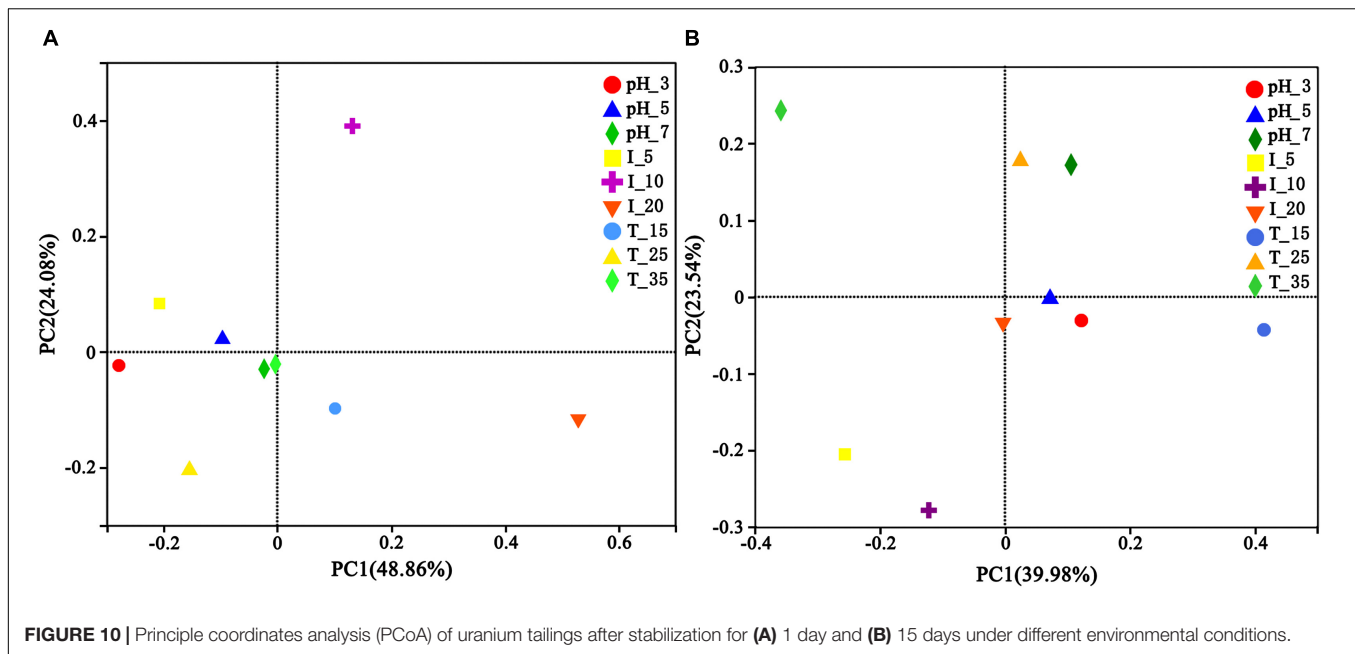 A
PC2(24.08%)
0.4
0.2
0
-0.2
-0.2
0
0.2
0.4
0.6
PC1(48.86%)
pH_3
pH_5
pH_7
I_5
I_10
I_20
T_15
T_25
T_35
B
PC2(23.54%)
0.3
0.2
0.1
0
-0.1
-0.2
-0.3
-0.4
-0.2
0
0.2
0.4
PC1(39.98%)
pH_3
pH_5
pH_7
I_5
I_10
I_20
T_15
T_25
T_35
FIGURE 10 | Principle coordinates analysis (PCoA) of uranium tailings after stabilization for (A) 1 day and (B) 15 days under different environmental conditions.